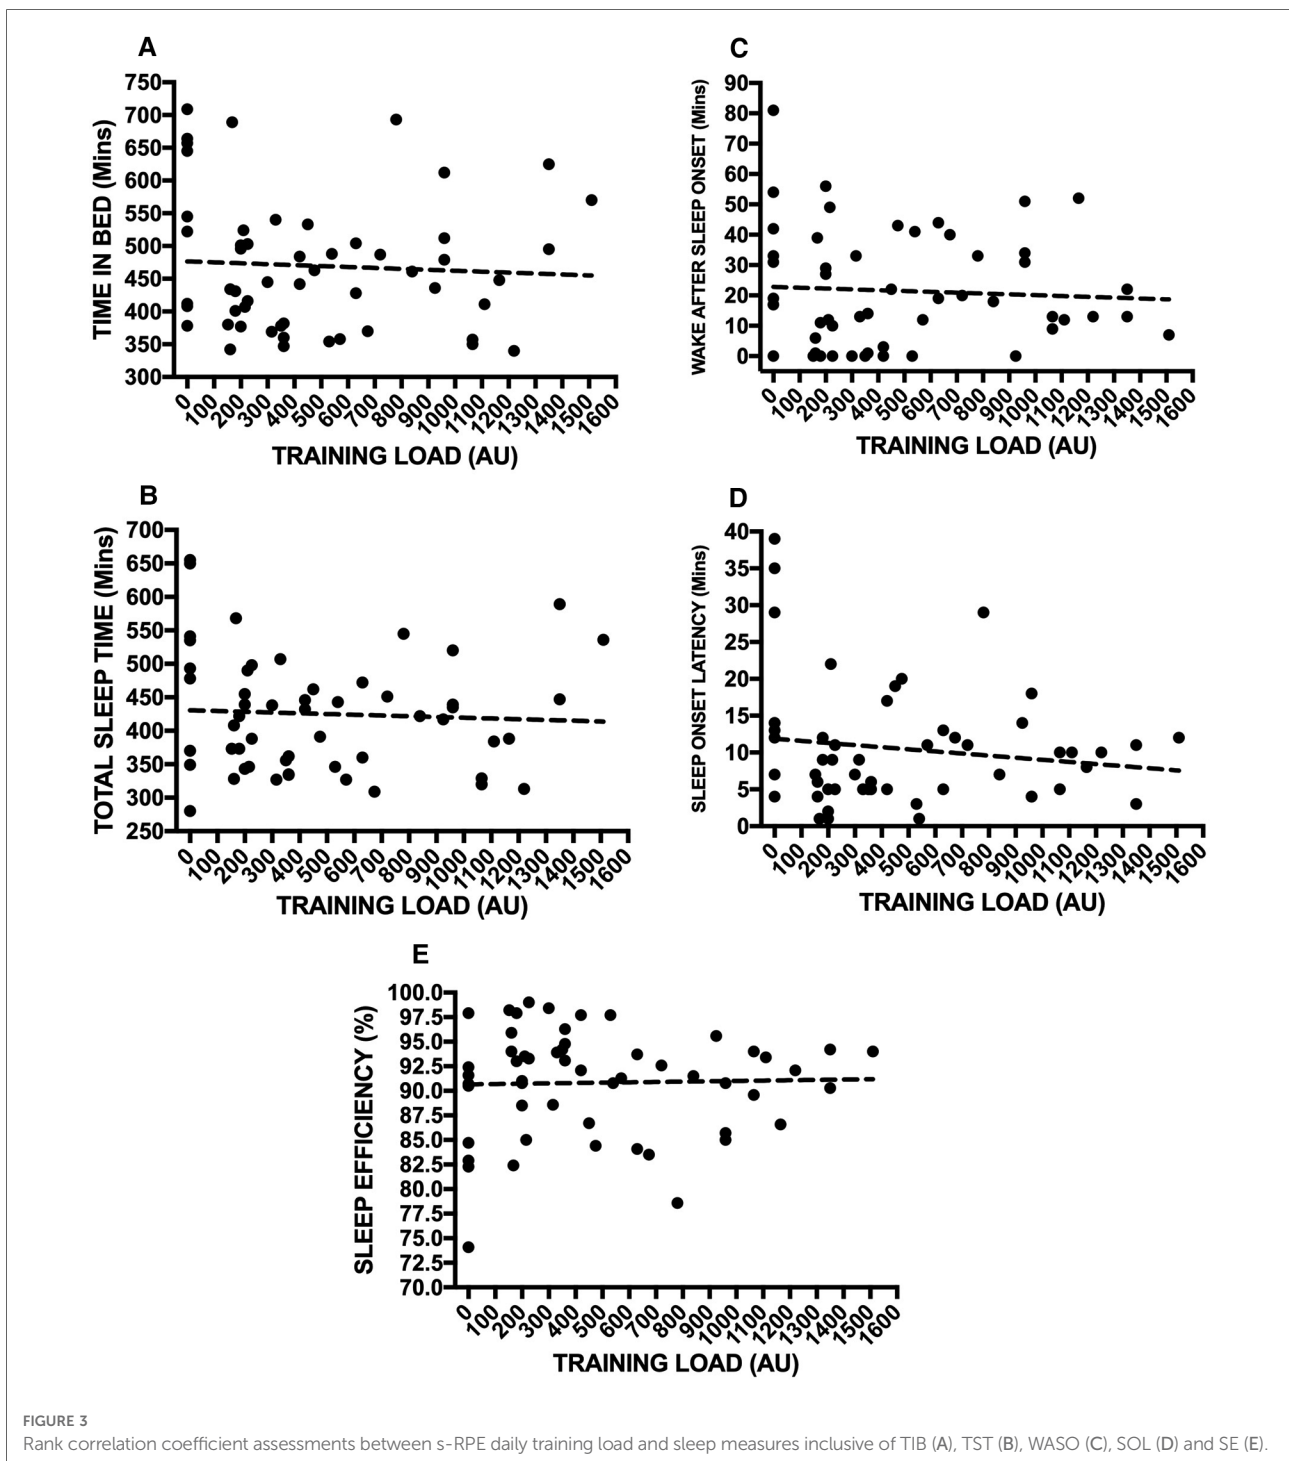 A
TIME IN BED (Mins)
750
700
650
600
550
500
450
400
350
300
0 100 200 300 400 500 600 700 800 900 1000 1100 1200 1300 1400 1500 1600
TRAINING LOAD (AU)
C
WAKE AFTER SLEEP ONSET (Mins)
90
80
70
60
50
40
30
20
10
0
0 100 200 300 400 500 600 700 800 900 1000 1100 1200 1300 1400 1500 1600
TRAINING LOAD (AU)
B
TOTAL SLEEP TIME (Mins)
700
650
600
550
500
450
400
350
300
250
0 100 200 300 400 500 600 700 800 900 1000 1100 1200 1300 1400 1500 1600
TRAINING LOAD (AU)
D
SLEEP ONSET LATENCY (Mins)
40
35
30
25
20
15
10
5
0
0 100 200 300 400 500 600 700 800 900 1000 1100 1200 1300 1400 1500 1600
TRAINING LOAD (AU)
E
SLEEP EFFICIENCY (%)
100.0
97.5
95.0
92.5
90.0
87.5
85.0
82.5
80.0
77.5
75.0
72.5
70.0
0 100 200 300 400 500 600 700 800 900 1000 1100 1200 1300 1400 1500 1600
TRAINING LOAD (AU)
FIGURE 3
Rank correlation coefficient assessments between s-RPE daily training load and sleep measures inclusive of TIB (A), TST (B), WASO (C), SOL (D) and SE (E).